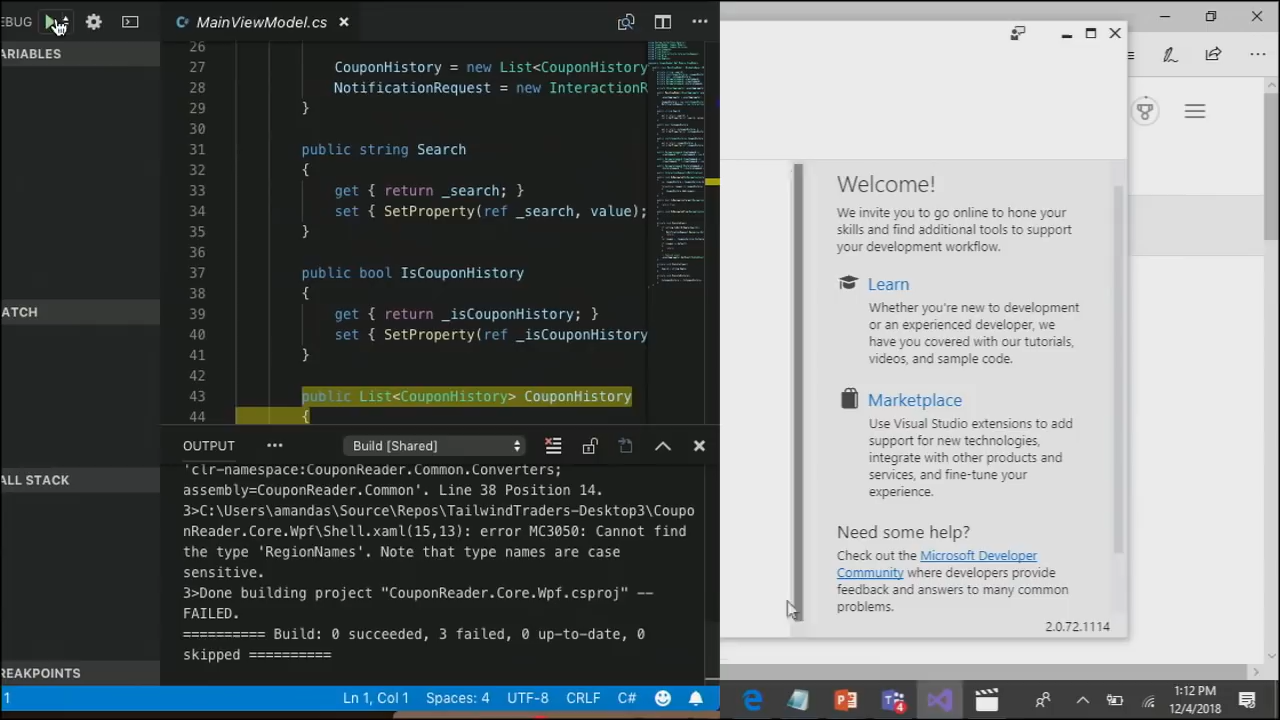 EBUG
MainViewModel.cs
ARIABLES
ATCH
ALL STACK
REAKPOINTS
26
27 CouponHistory = new List<CouponHistory
28 NotificationRequest = new InteractionR
29 }
30
31 public string Search
32 {
33 get { return _search; }
34 set { SetProperty(ref _search, value);
35 }
36
37 public bool IsCouponHistory
38 {
39 get { return _isCouponHistory; }
40 set { SetProperty(ref _isCouponHistory
41 }
42
43 public List<CouponHistory> CouponHistory
44 {
OUTPUT
Build [Shared]
'clr-namespace:CouponReader.Common.Converters;
assembly=CouponReader.Common'. Line 38 Position 14.
3>C:\Users\amandas\Source\Repos\TailwindTraders-Desktop3\Coupo
nReader.Core.Wpf\Shell.xaml(15,13): error MC3050: Cannot find
the type 'RegionNames'. Note that type names are case
sensitive.
3>Done building project "CouponReader.Core.Wpf.csproj" --
FAILED.
========== Build: 0 succeeded, 3 failed, 0 up-to-date, 0
skipped ==========
1
Ln 1, Col 1
Spaces: 4
UTF-8
CRLF
C#
Welcome!
We invite you to go online to hone your
skills and find additional tools to support
your development workflow.
Learn
Whether you're new to development
or an experienced developer, we
have you covered with our tutorials,
videos, and sample code.
Marketplace
Use Visual Studio extensions to add
support for new technologies,
integrate with other products and
services, and fine-tune your
experience.
Need some help?
Check out the Microsoft Developer
Community where developers provide
feedback and answers to many common
problems.
2.0.72.1114
4
1:12 PM
12/4/2018